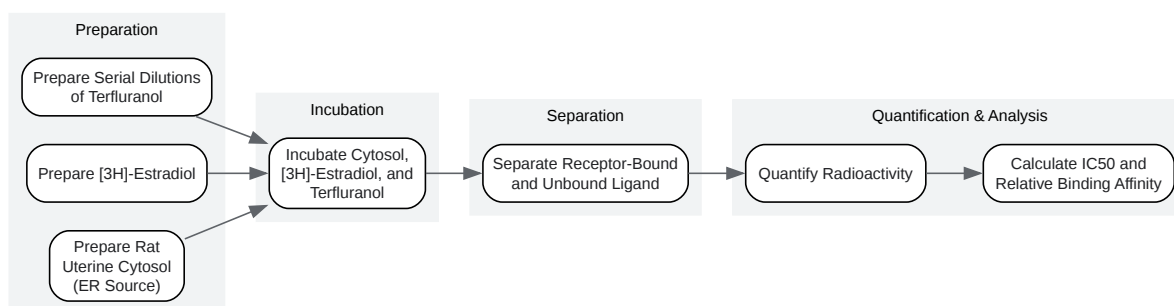 Preparation
Prepare Serial Dilutions
of Terfluranol
Prepare [3H]-Estradiol
Prepare Rat
Uterine Cytosol
(ER Source)
Incubation
Incubate Cytosol,
[3H]-Estradiol, and
Terfluranol
Separation
Separate Receptor-Bound
and Unbound Ligand
Quantification & Analysis
Quantify Radioactivity
Calculate IC50 and
Relative Binding Affinity